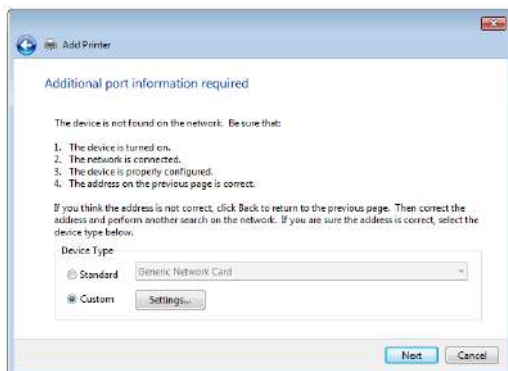 Add Printer
Additional port information required
The device is not found on the network. Be sure that:
1. The device is turned on.
2. The network is connected.
3. The device is properly configured.
4. The address on the previous page is correct.
If you think the address is not correct, click Back to return to the previous page. Then correct the
address and perform another search on the network. If you are sure the address is correct, select the
device type below.
Device Type
Standard Generic Network Card
Custom Settings...
Next Cancel